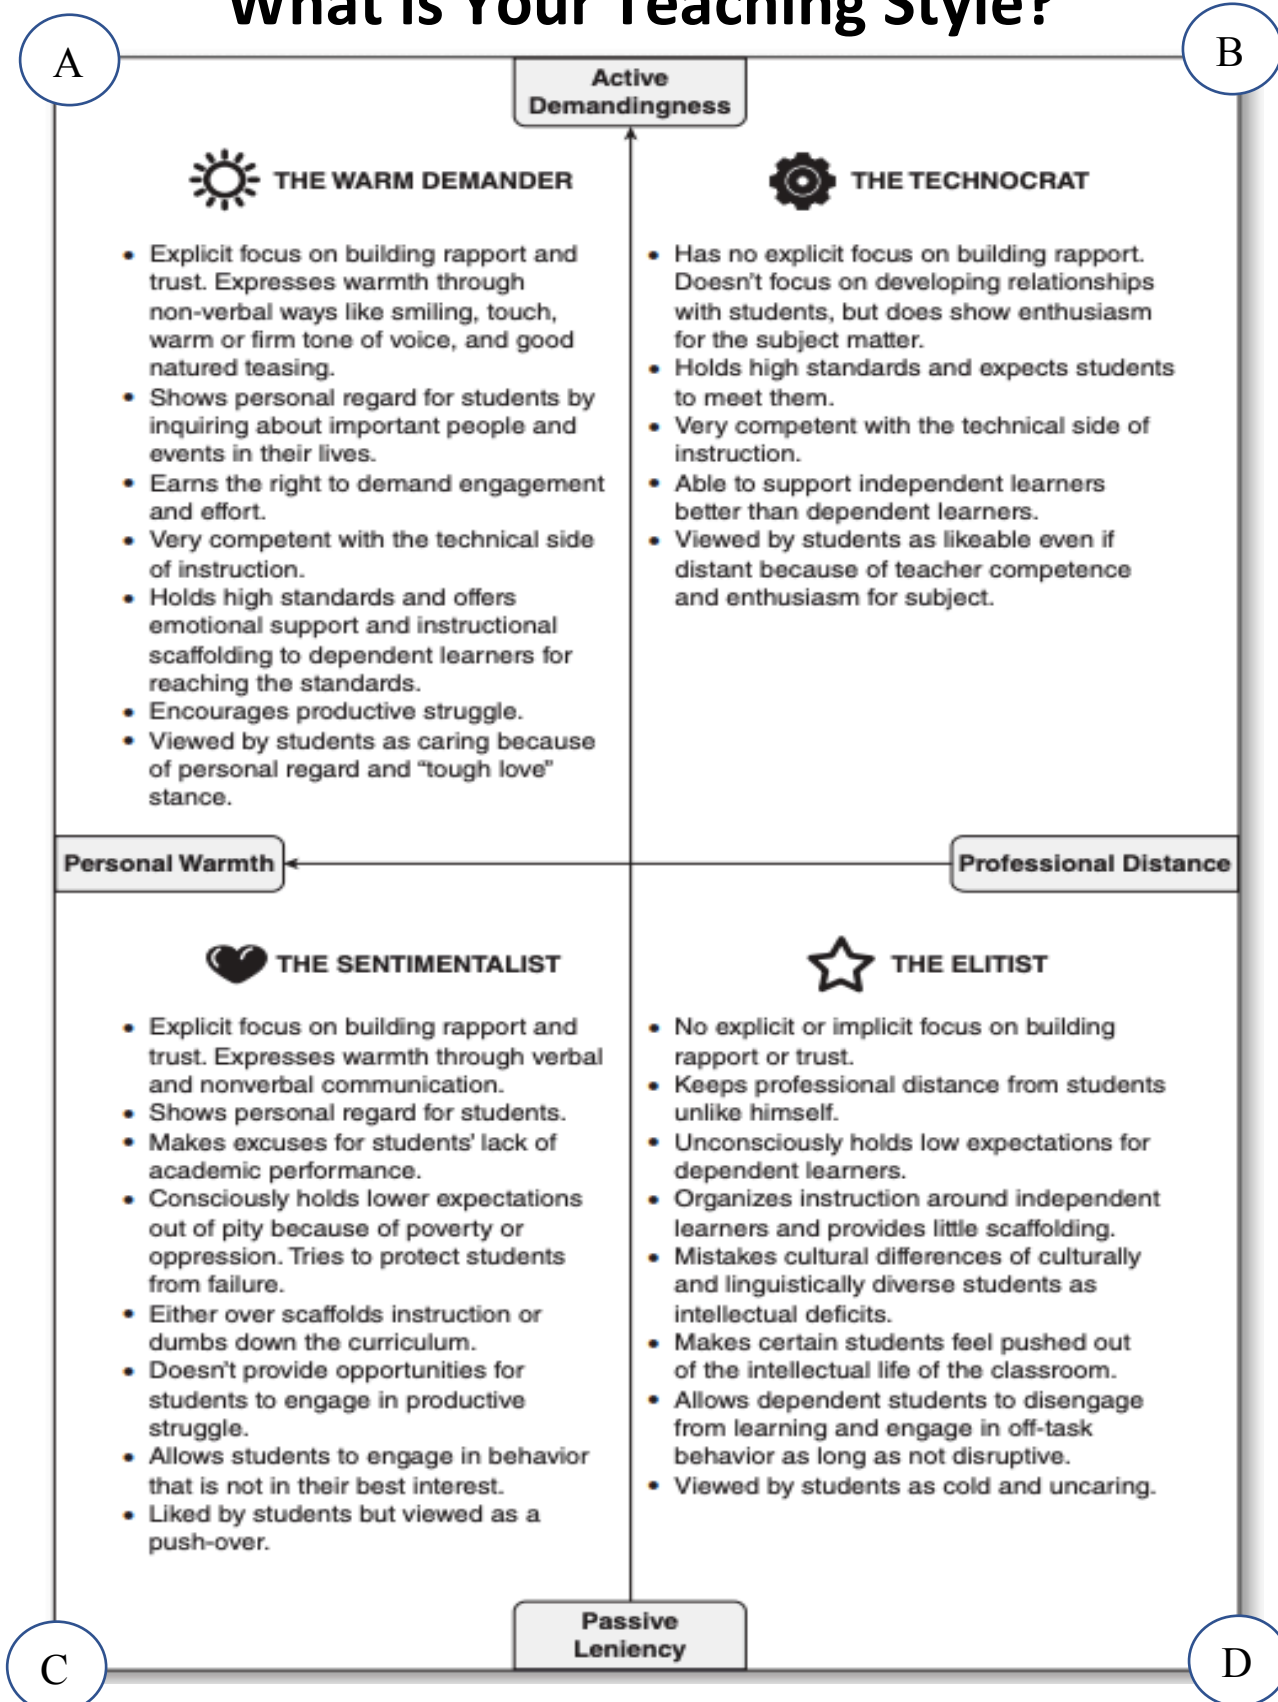 What is Your Teaching Style?
A
B
Active
Demandingness
THE WARM DEMANDER
• Explicit focus on building rapport and
trust. Expresses warmth through
non-verbal ways like smiling, touch,
warm or firm tone of voice, and good
natured teasing.
• Shows personal regard for students by
inquiring about important people and
events in their lives.
• Earns the right to demand engagement
and effort.
• Very competent with the technical side
of instruction.
• Holds high standards and offers
emotional support and instructional
scaffolding to dependent learners for
reaching the standards.
• Encourages productive struggle.
• Viewed by students as caring because
of personal regard and “tough love”
stance.
THE TECHNOCRAT
• Has no explicit focus on building rapport.
Doesn’t focus on developing relationships
with students, but does show enthusiasm
for the subject matter.
• Holds high standards and expects students
to meet them.
• Very competent with the technical side of
instruction.
• Able to support independent learners
better than dependent learners.
• Viewed by students as likeable even if
distant because of teacher competence
and enthusiasm for subject.
Personal Warmth
Professional Distance
THE SENTIMENTALIST
• Explicit focus on building rapport and
trust. Expresses warmth through verbal
and nonverbal communication.
• Shows personal regard for students.
• Makes excuses for students’ lack of
academic performance.
• Consciously holds lower expectations
out of pity because of poverty or
oppression. Tries to protect students
from failure.
• Either over scaffolds instruction or
dumbs down the curriculum.
• Doesn’t provide opportunities for
students to engage in productive
struggle.
• Allows students to engage in behavior
that is not in their best interest.
• Liked by students but viewed as a
push-over.
THE ELITIST
• No explicit or implicit focus on building
rapport or trust.
• Keeps professional distance from students
unlike himself.
• Unconsciously holds low expectations for
dependent learners.
• Organizes instruction around independent
learners and provides little scaffolding.
• Mistakes cultural differences of culturally
and linguistically diverse students as
intellectual deficits.
• Makes certain students feel pushed out
of the intellectual life of the classroom.
• Allows dependent students to disengage
from learning and engage in off-task
behavior as long as not disruptive.
• Viewed by students as cold and uncaring.
Passive
Leniency
C
D